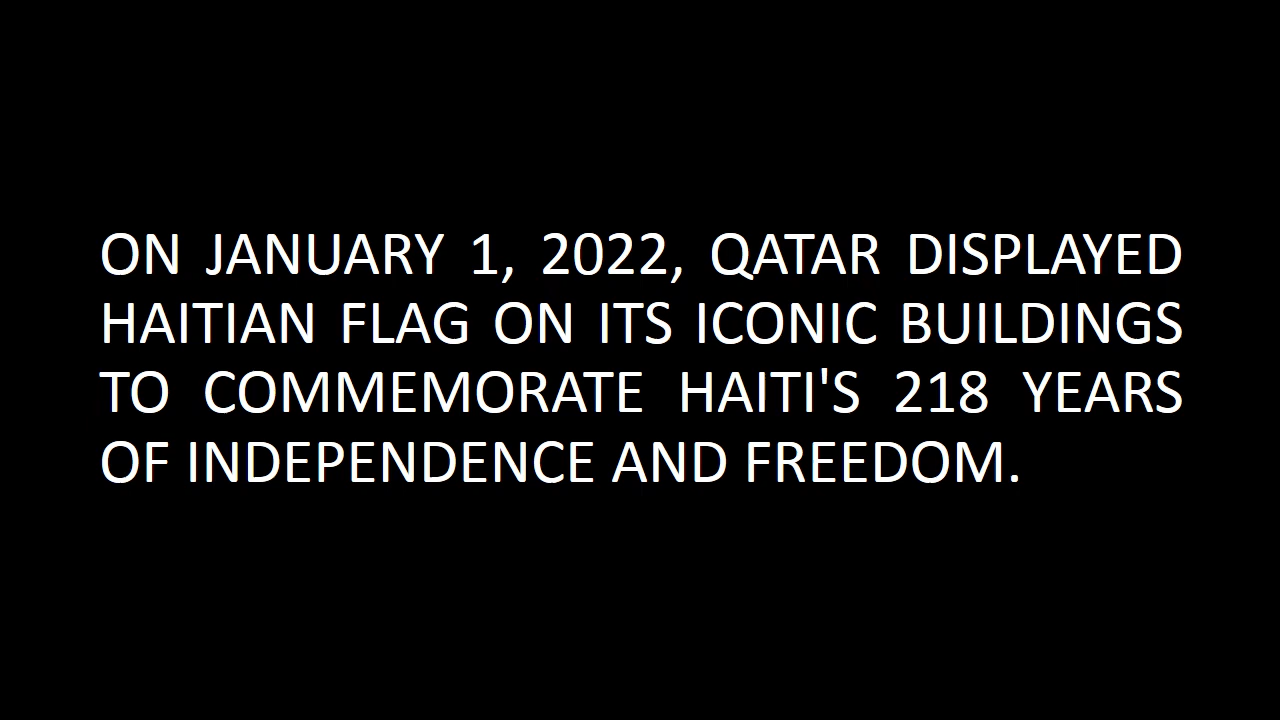 ON JANUARY 1, 2022, QATAR DISPLAYED
HAITIAN FLAG ON ITS ICONIC BUILDINGS
TO COMMEMORATE HAITI'S 218 YEARS
OF INDEPENDENCE AND FREEDOM.